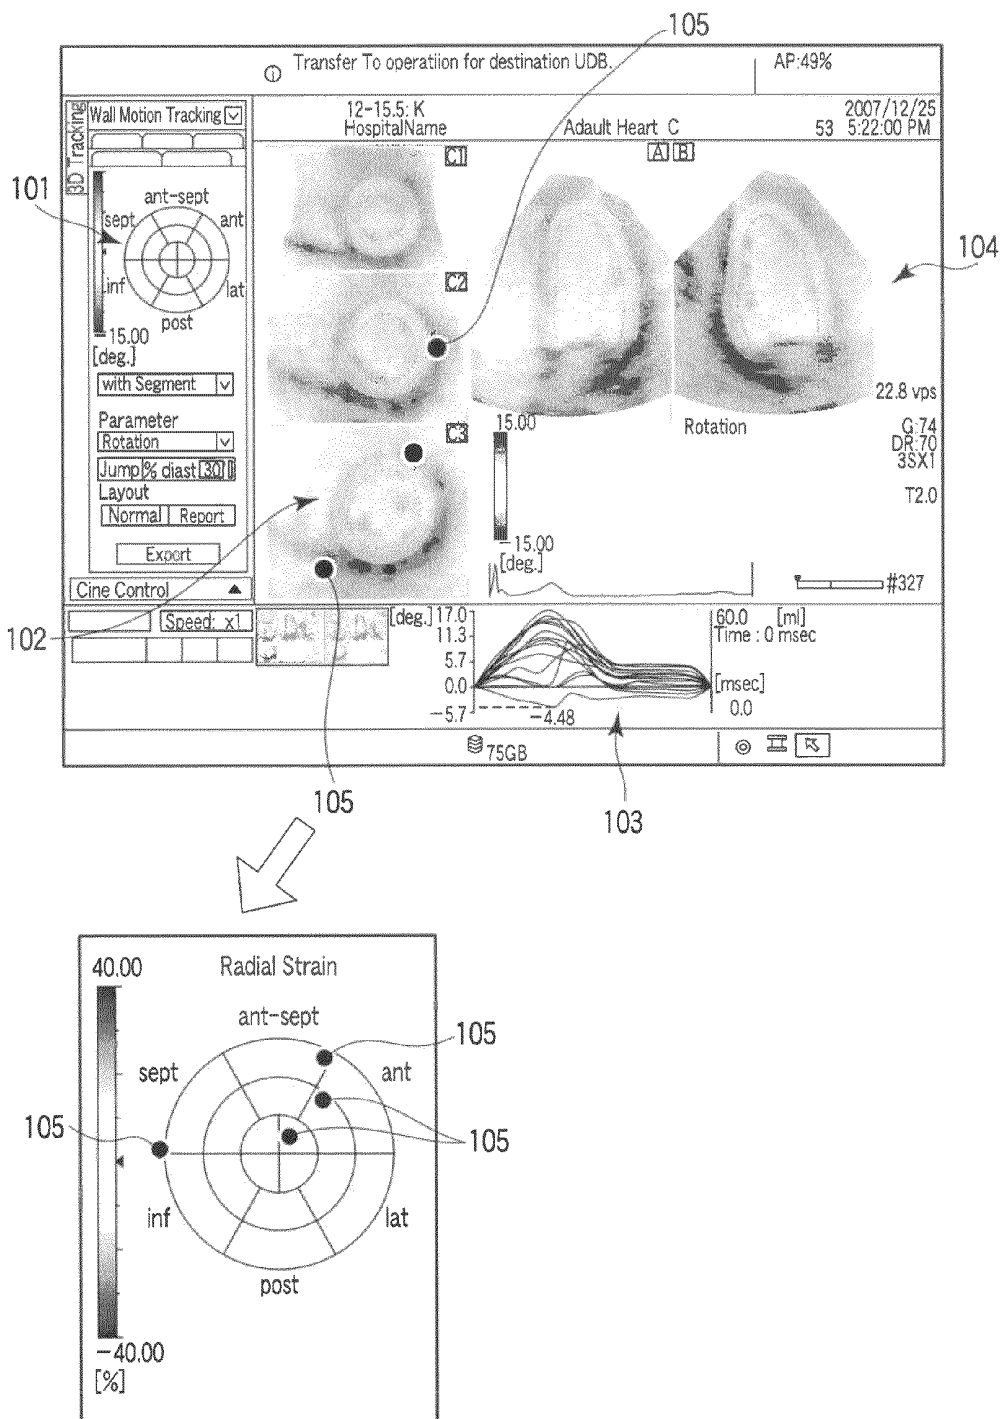 105
Transfer To operatiion for destination UDB.
AP:49%
3D Tracking
Wall Motion Tracking
12-15.5: K
HospitalName
Adault Heart C
2007/12/25
53 5:22:00 PM
C1
A B
101
ant-sept
sept
ant
inf
lat
post
-15.00
[deg.]
104
C2
105
with Segment
22.8 vps
Parameter
Rotation
C3
15.00
Rotation
G:74
DR:70
3SX1
T2.0
Jump % diast 30
Layout
Normal Report
-15.00
[deg.]
Export
#327
Cine Control
102
Speed: x1
[deg.]
17.0
11.3
5.7
0.0
-5.7
-4.48
60.0 [ml]
Time : 0 msec
[msec]
0.0
75GB
105
103
40.00
Radial Strain
ant-sept
105
sept
ant
105
105
inf
lat
post
-40.00
[%]